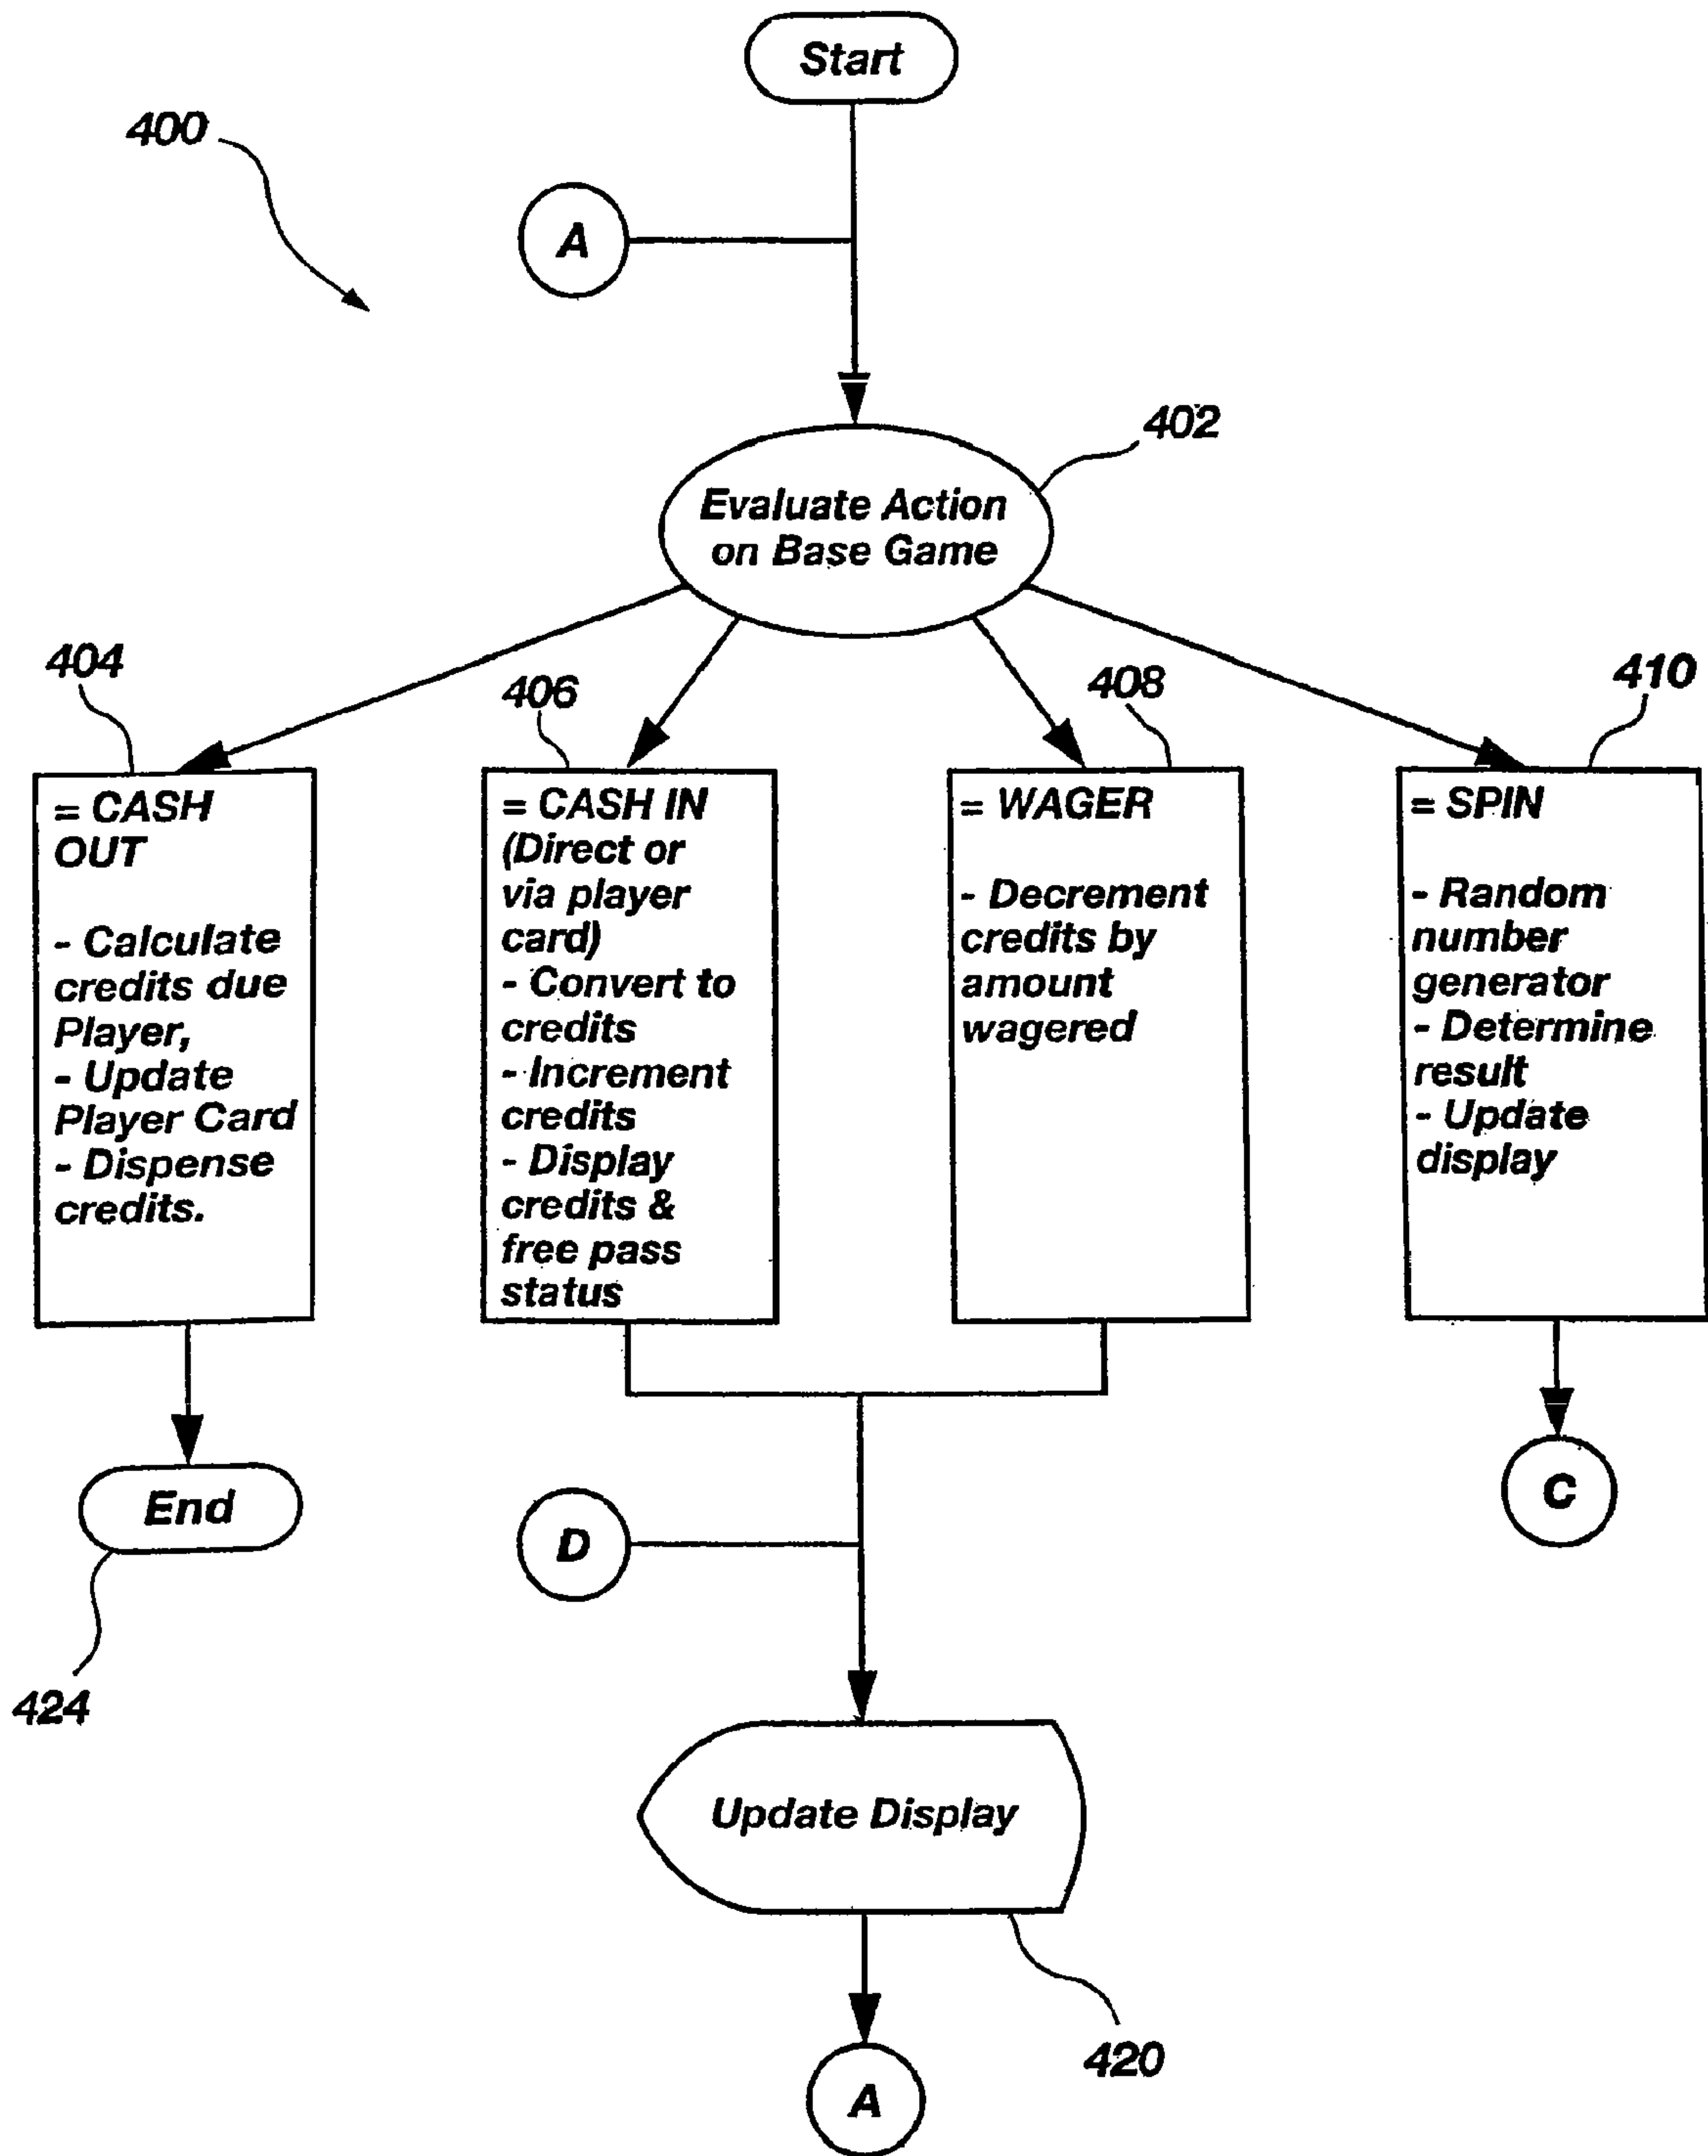 Start
400
A
402
Evaluate Action
on Base Game
404
406
408
410
= CASH
OUT
- Calculate
credits due
Player,
- Update
Player Card
- Dispense
credits.
= CASH IN
(Direct or
via player
card)
- Convert to
credits
- Increment
credits
- Display
credits &
free pass
status
= WAGER
- Decrement
credits by
amount
wagered
= SPIN
- Random
number
generator
- Determine
result
- Update
display
End
424
D
C
Update Display
420
A